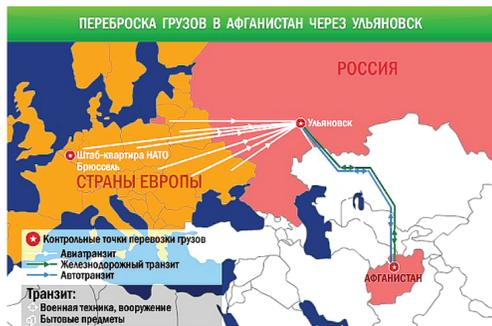 ПЕРЕБРОСКА ГРУЗОВ В АФГАНИСТАН ЧЕРЕЗ УЛЬЯНОВСК
РОССИЯ
Ульяновск
Штаб-квартира НАТО
Брюссель
СТРАНЫ ЕВРОПЫ
Контрольные точки перевозки грузов
Авиатранзит
Железнодорожный транзит
Автотранзит
АФГАНИСТАН
Транзит:
Военная техника, вооружение
Бытовые предметы